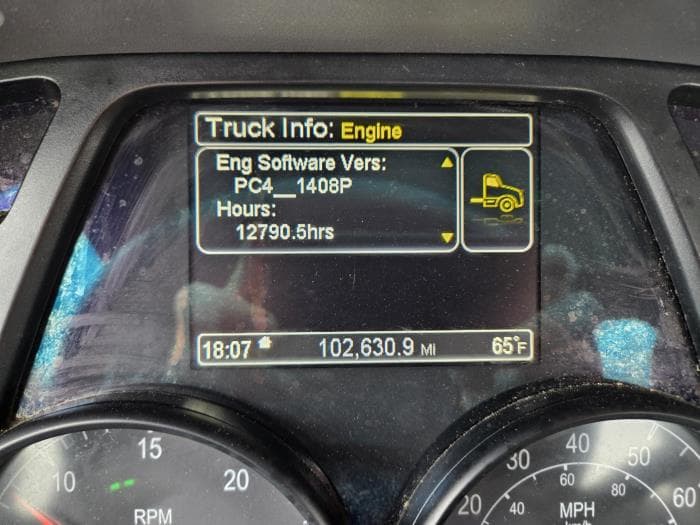 Truck Info: Engine
Eng Software Vers:
PC4__1408P
Hours:
12790.5hrs
18:07 102,630.9 MI 65°F
10 15 20
RPM
20 30 40 50 60
40 60 80
MPH